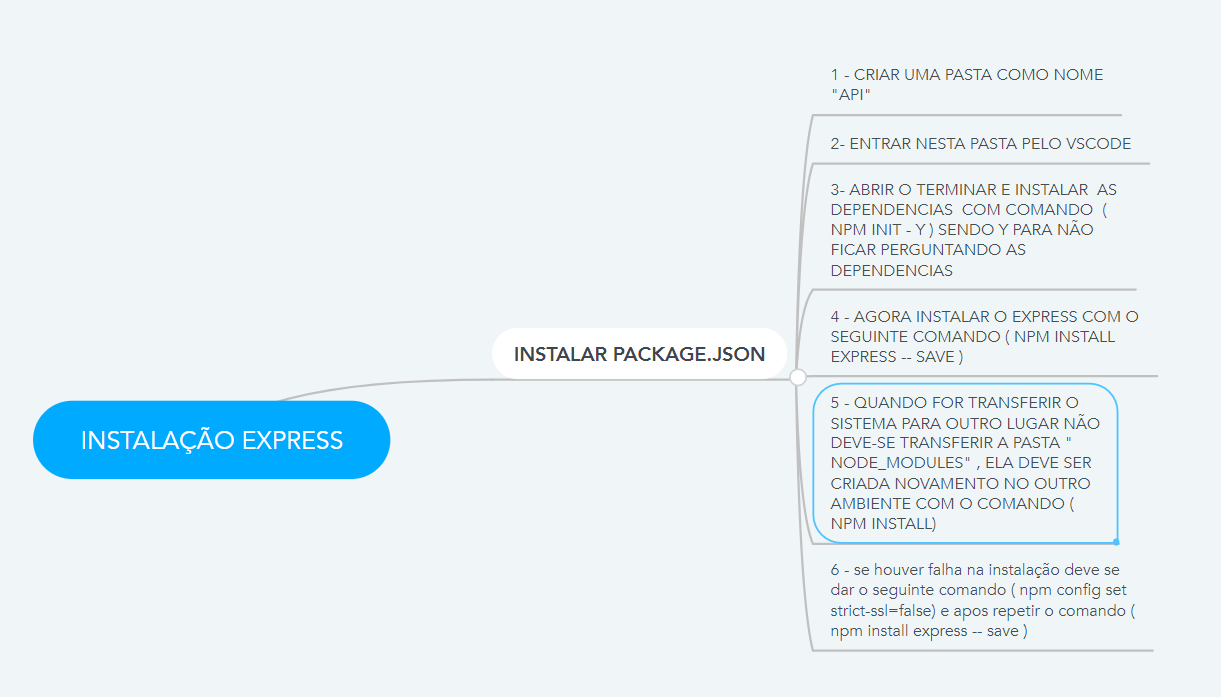 1 - CRIAR UMA PASTA COMO NOME
"API"
2- ENTRAR NESTA PASTA PELO VSCODE
3- ABRIR O TERMINAR E INSTALAR  AS
DEPENDENCIAS  COM COMANDO  (
NPM INIT - Y ) SENDO Y PARA NÃO
FICAR PERGUNTANDO AS
DEPENDENCIAS
4 - AGORA INSTALAR O EXPRESS COM O
SEGUINTE COMANDO ( NPM INSTALL
EXPRESS -- SAVE )
INSTALAR PACKAGE.JSON
5 - QUANDO FOR TRANSFERIR O
SISTEMA PARA OUTRO LUGAR NÃO
DEVE-SE TRANSFERIR A PASTA "
NODE_MODULES" , ELA DEVE SER
CRIADA NOVAMENTO NO OUTRO
AMBIENTE COM O COMANDO (
NPM INSTALL)
INSTALAÇÃO EXPRESS
6 - se houver falha na instalação deve se
dar o seguinte comando ( npm config set
strict-ssl=false) e apos repetir o comando (
npm install express -- save )